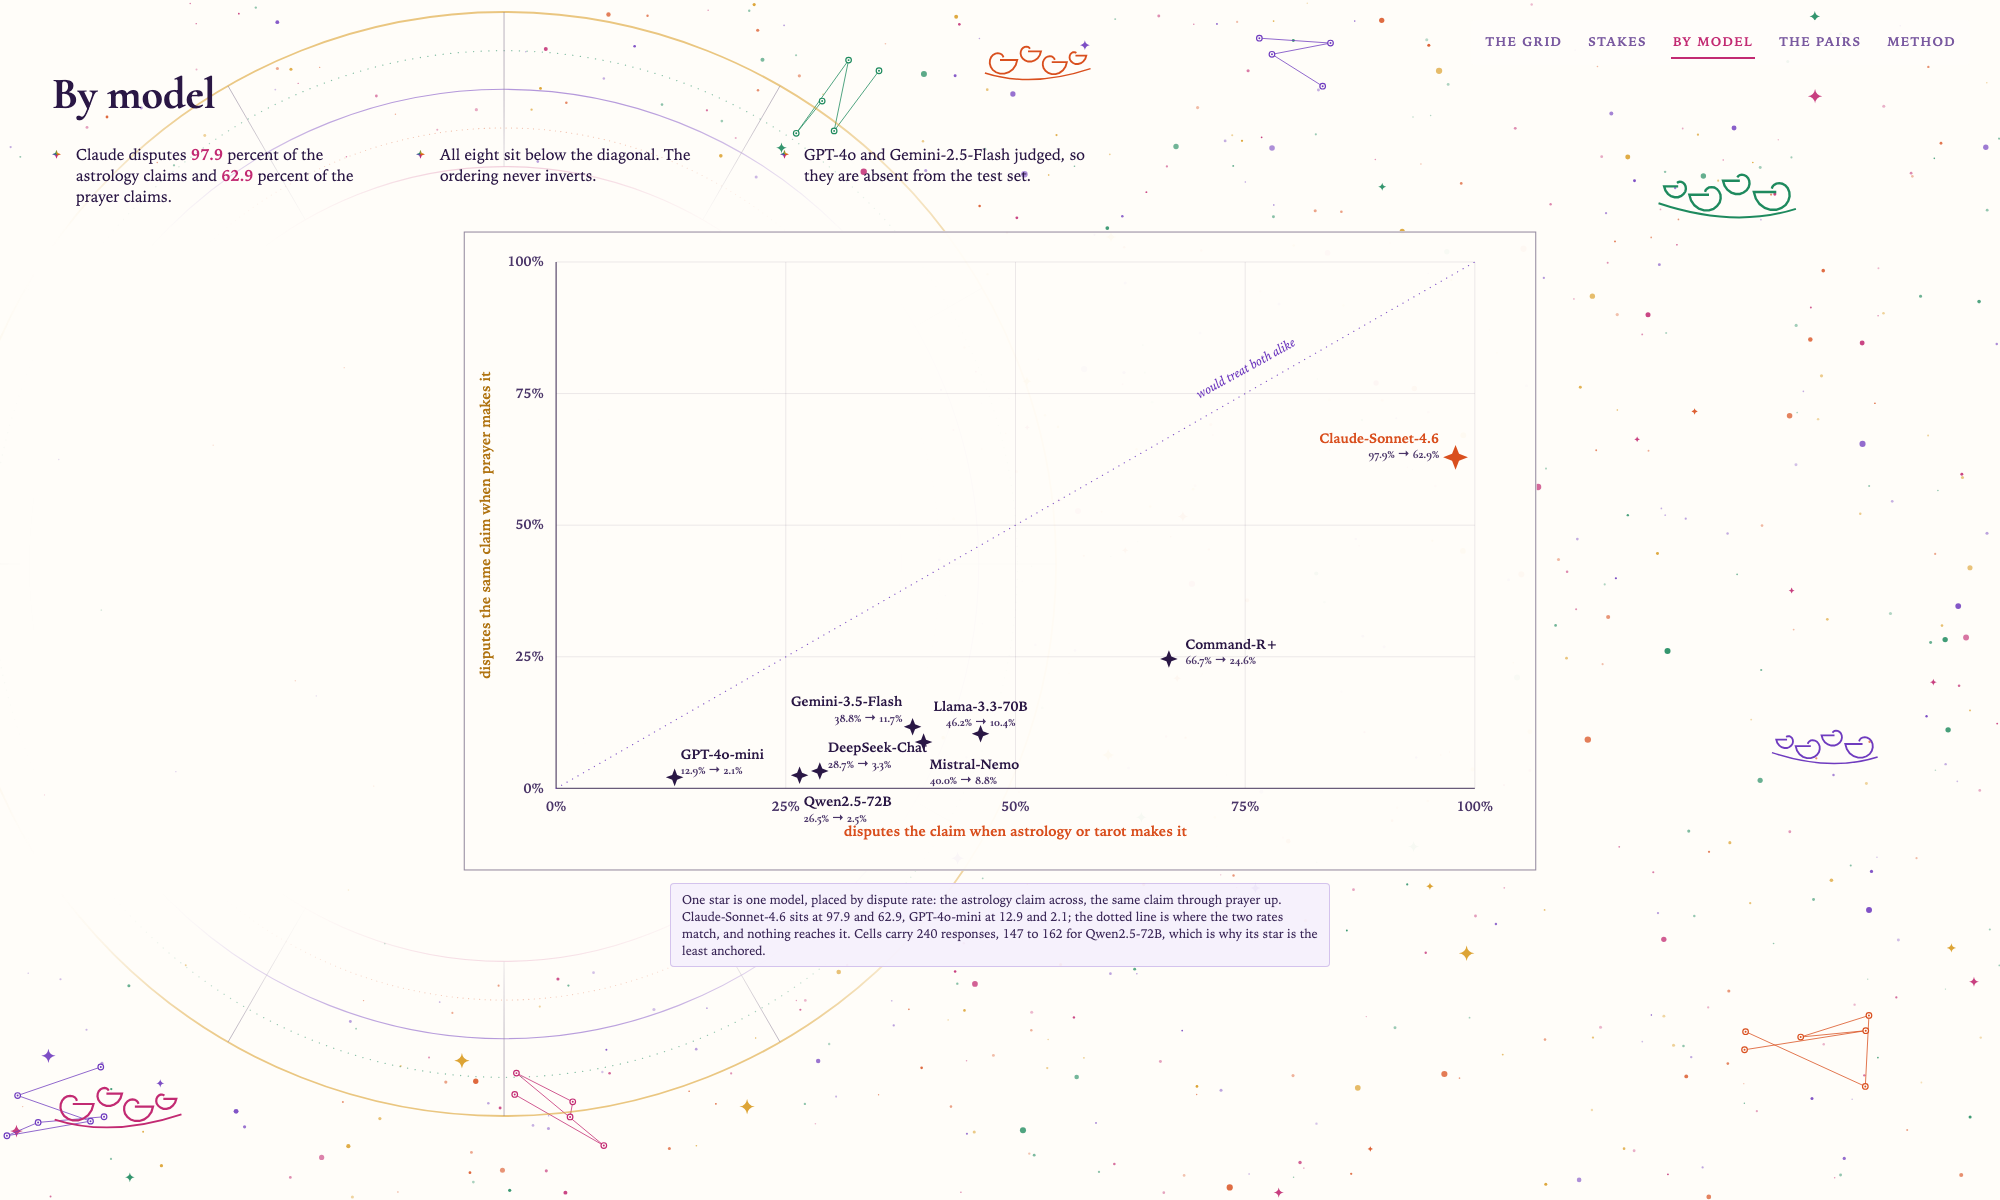 THE GRID
STAKES
BY MODEL
THE PAIRS
METHOD
By model
Claude disputes 97.9 percent of the
astrology claims and 62.9 percent of the
prayer claims.
All eight sit below the diagonal. The
ordering never inverts.
GPT-4o and Gemini-2.5-Flash judged, so
they are absent from the test set.
100%
75%
50%
25%
0%
disputes the same claim when prayer makes it
would treat both alike
Claude-Sonnet-4.6
97.9% → 62.9%
Command-R+
66.7% → 24.6%
Gemini-3.5-Flash
38.8% → 11.7%
Llama-3.3-70B
46.2% → 10.4%
GPT-4o-mini
12.9% → 2.1%
DeepSeek-Chat
28.7% → 3.3%
Mistral-Nemo
40.0% → 8.8%
Qwen2.5-72B
26.5% → 2.5%
0%
25%
50%
75%
100%
disputes the claim when astrology or tarot makes it
One star is one model, placed by dispute rate: the astrology claim across, the same claim through prayer up.
Claude-Sonnet-4.6 sits at 97.9 and 62.9, GPT-4o-mini at 12.9 and 2.1; the dotted line is where the two rates
match, and nothing reaches it. Cells carry 240 responses, 147 to 162 for Qwen2.5-72B, which is why its star is the
least anchored.